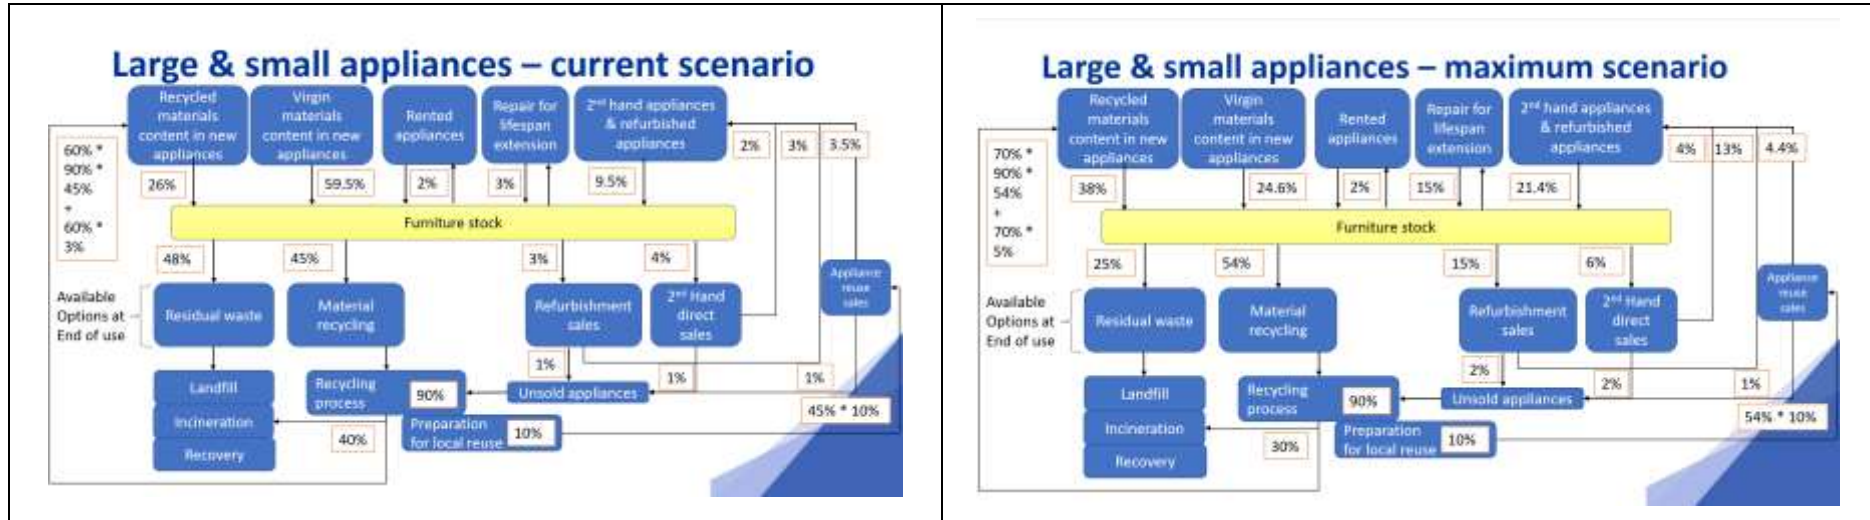 Large & small appliances – current scenario
Recycled
materials
content in new
appliances
Virgin
materials
content in new
appliances
Rented
appliances
Repair for
lifespan
extension
2nd hand appliances
& refurbished
appliances
2%
3%
3.5%
60% *
90% *
45%
+
60% *
3%
26%
59.5%
2%
3%
9.5%
Furniture stock
48%
45%
3%
4%
Appliance
reuse
sales
Available
Options at
End of use
Residual waste
Material
recycling
Refurbishment
sales
2nd Hand
direct
sales
1%
1%
1%
Landfill
Recycling
process
90%
Unsold appliances
45% * 10%
Incineration
40%
Preparation
for local reuse
10%
Recovery
Large & small appliances – maximum scenario
Recycled
materials
content in new
appliances
Virgin
materials
content in new
appliances
Rented
appliances
Repair for
lifespan
extension
2nd hand appliances
& refurbished
appliances
4%
13%
4.4%
70% *
90% *
54%
+
70% *
5%
38%
24.6%
2%
15%
21.4%
Furniture stock
25%
54%
15%
6%
Appliance
reuse
sales
Available
Options at
End of use
Residual waste
Material
recycling
Refurbishment
sales
2nd Hand
direct
sales
2%
2%
1%
Landfill
Recycling
process
90%
Unsold appliances
54% * 10%
Incineration
30%
Preparation
for local reuse
10%
Recovery